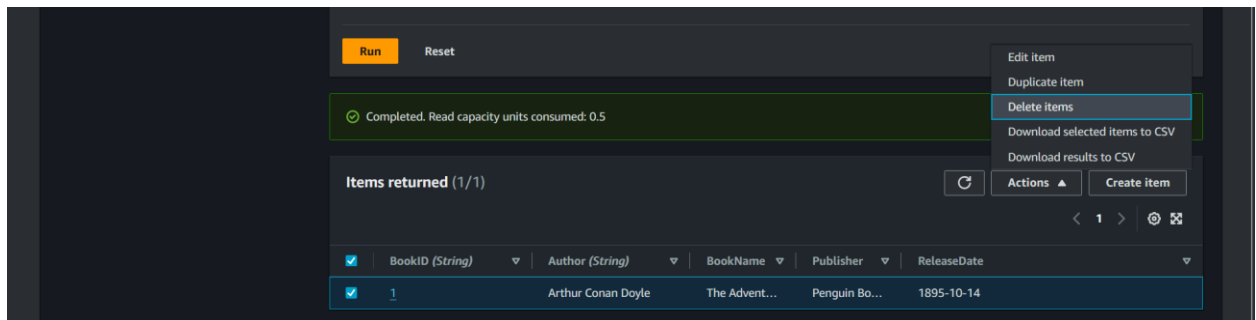 Run Reset
Edit item
Duplicate item
Delete items
Download selected items to CSV
Download results to CSV
Completed. Read capacity units consumed: 0.5
Items returned (1/1)
Actions Create item
1
BookID (String) Author (String) BookName Publisher ReleaseDate
1 Arthur Conan Doyle The Advent... Penguin Bo... 1895-10-14